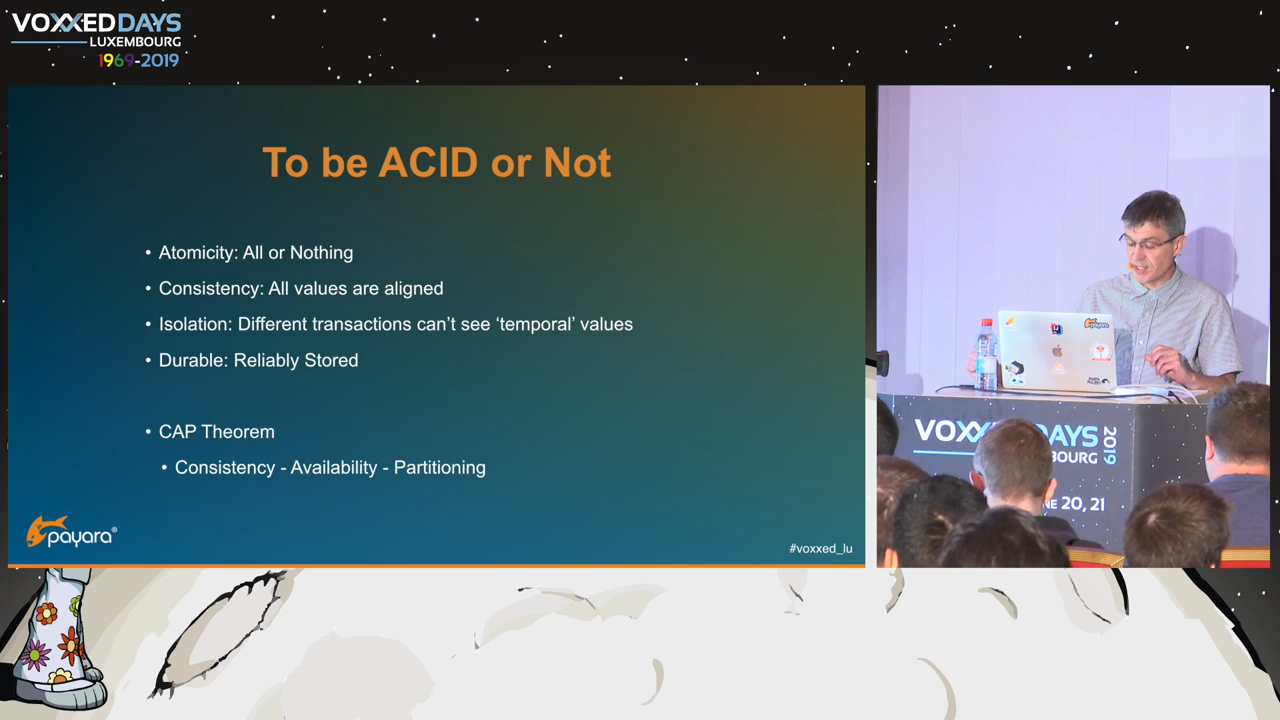 VOXXED DAYS
LUXEMBOURG
1969-2019
To be ACID or Not
• Atomicity: All or Nothing
• Consistency: All values are aligned
• Isolation: Different transactions can’t see ‘temporal’ values
• Durable: Reliably Stored
• CAP Theorem
• Consistency - Availability - Partitioning
payara®
#voxxed_lu
payara
VOXXED DAYS
2019
BOURG
NE 20, 21